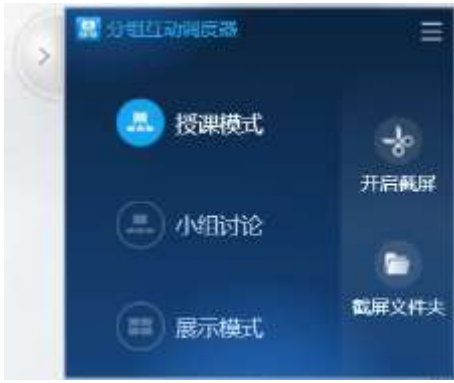 分组互动调度器
授课模式
开启截屏
小组讨论
截屏文件夹
展示模式